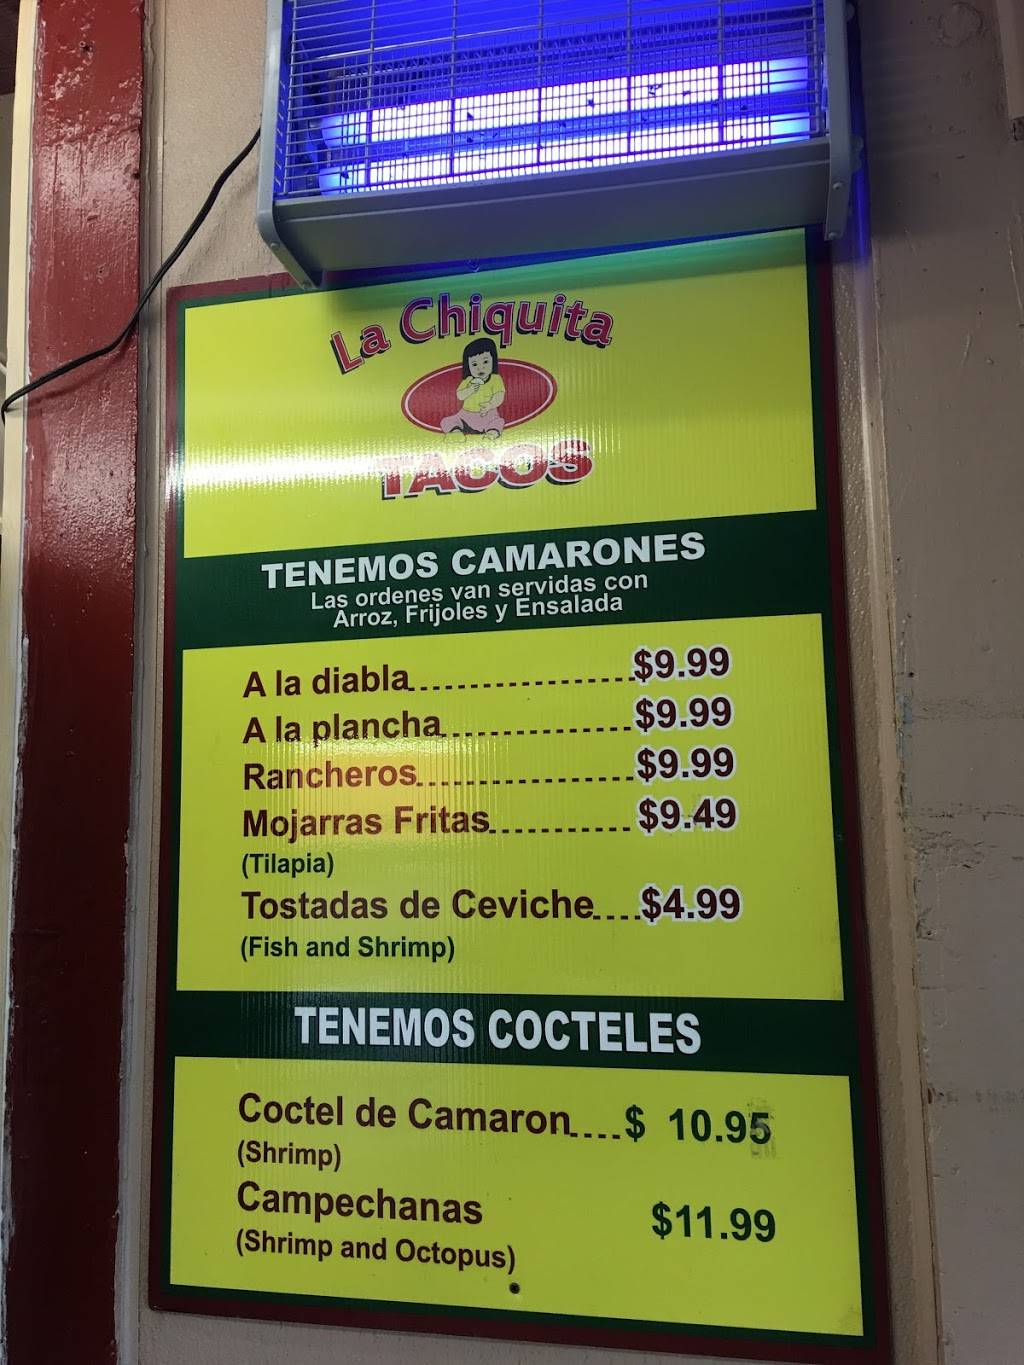 La Chiquita
TACOS
TENEMOS CAMARONES
Las ordenes van servidas con
Arroz, Frijoles y Ensalada
A la diabla.....................$9.99
A la plancha.................$9.99
Rancheros...................$9.99
Mojarras Fritas............$9.49
(Tilapia)
Tostadas de Ceviche....$4.99
(Fish and Shrimp)
TENEMOS COCTELES
Coctel de Camaron....$ 10.95
(Shrimp)
Campechanas $11.99
(Shrimp and Octopus)